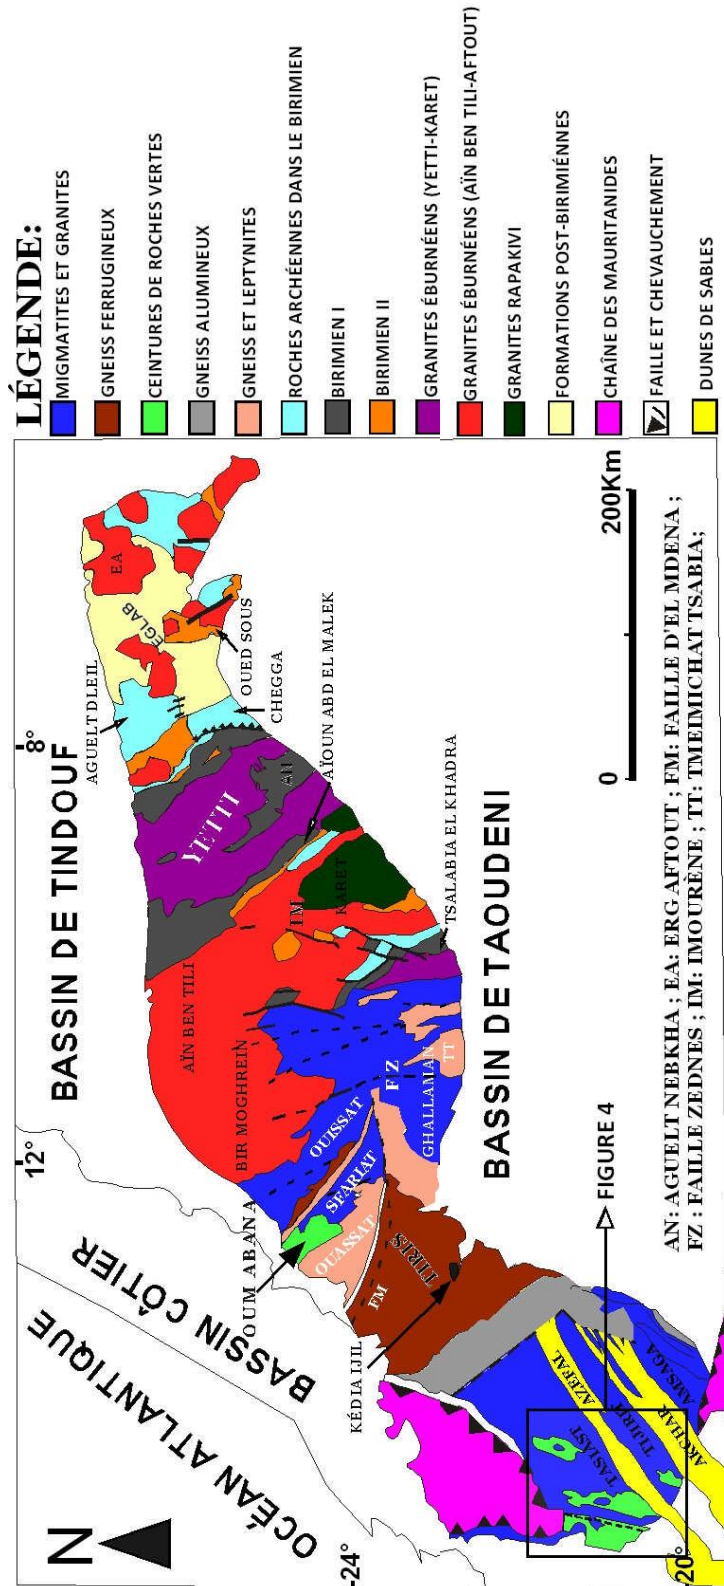 LÉGENDE:
MIGMATITES ET GRANITES
GNEISS FERRUGINEUX
CEINTURES DE ROCHES VERTES
GNEISS ALUMINEUX
GNEISS ET LEPTYNITES
ROCHES ARCHÉENNES DANS LE BIRIMIEN
BIRIMIEN I
BIRIMIEN II
GRANITES ÉBURNÉENS (YETTI-KARET)
GRANITES ÉBURNÉENS (AÏN BEN TILI-AFTOUT)
GRANITES RAPAKIVI
FORMATIONS POST-BIRIMIÉNNES
CHAÎNE DES MAURITANIDES
FAILLE ET CHEVAUCHEMENT
DUNES DE SABLES
N
OCÉAN ATLANTIQUE
BASSIN CÔTIER
12°
BASSIN DE TINDOUF
8°
AGUELT DLEIL
EGLAB
EA
OUED SOUS
CHEGGA
AÏOUN ABD EL MALEK
YETTI
AN
AÏN BEN TILI
IM
KARET
TSALABIA EL KHADRA
BIR MOGHREIN
OUISSAT
FZ
GHALLAMAN
TT
OUM ABANA
SFARIAT
OUASSAT
FM
TIRIS
KÉDIA IJIL
BASSIN DE TAOUDENI
24°
TASIAST
AZEFAL
TIJIRIT
AKCHAR
AMSAGA
20°
FIGURE 4
0
200Km
AN: AGUELT NEBKHA ; EA: ERG AFTOUT ; FM: FAILLE D'EL MDENA ;
FZ : FAILLE ZEDNES ; IM: IMOURÈNE ; TT: TMEIMICHAT TSABIA;